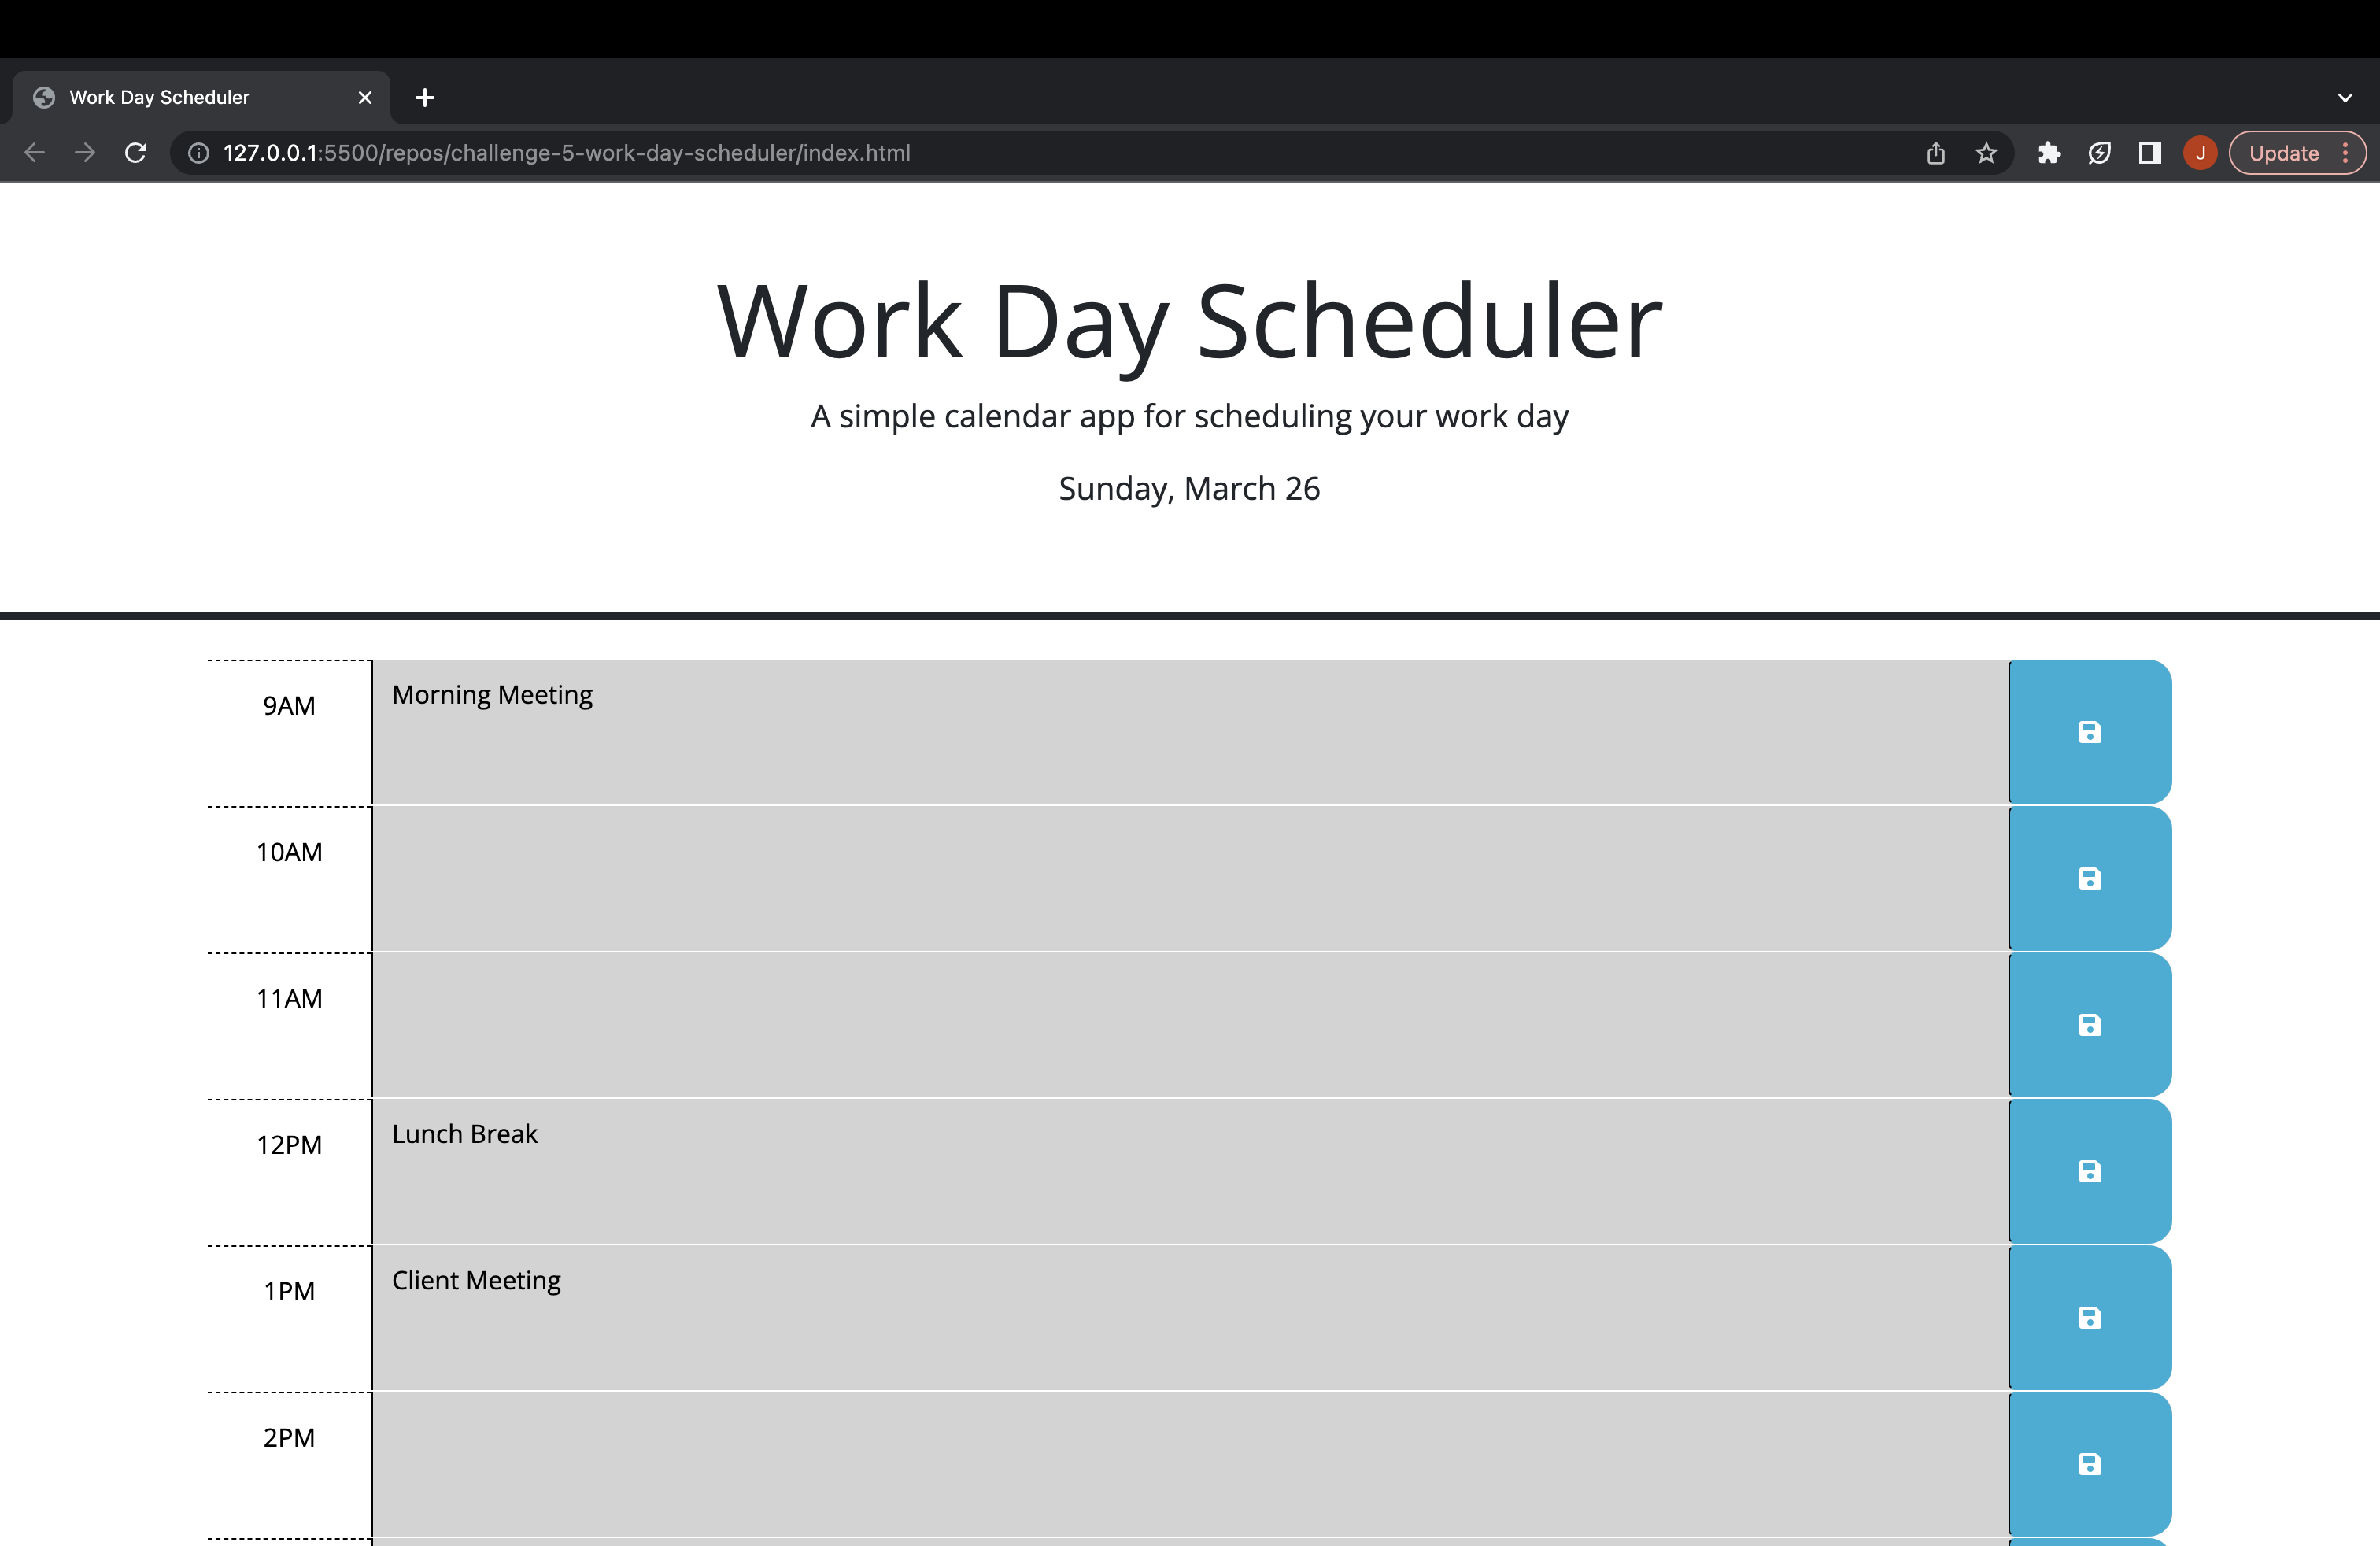 Work Day Scheduler
127.0.0.1:5500/repos/challenge-5-work-day-scheduler/index.html
J
Update
Work Day Scheduler
A simple calendar app for scheduling your work day
Sunday, March 26
9AM
Morning Meeting
10AM
11AM
12PM
Lunch Break
1PM
Client Meeting
2PM